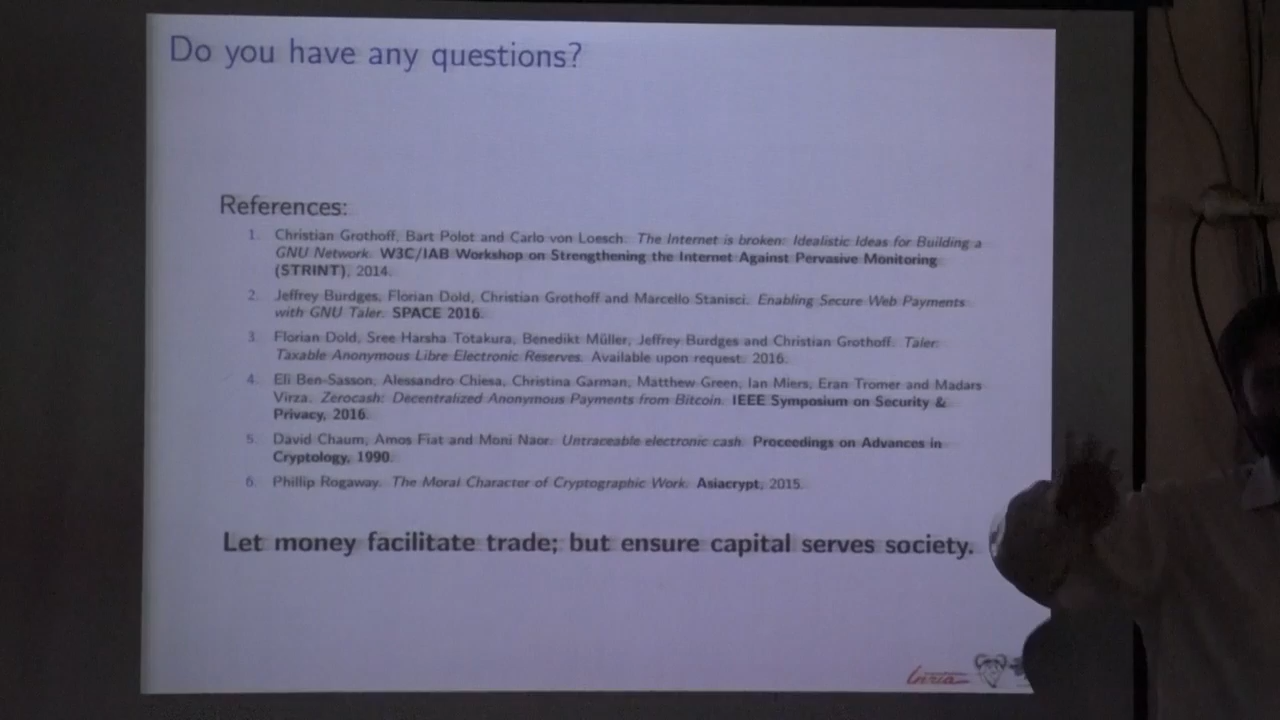 Do you have any questions?
References:
1. Christian Grothoff, Bart Polot and Carlo von Loesch. The Internet is broken: Idealistic Ideas for Building a
GNU Network. W3C/IAB Workshop on Strengthening the Internet Against Pervasive Monitoring
(STRINT), 2014.
2. Jeffrey Burdges, Florian Dold, Christian Grothoff and Marcello Stanisci. Enabling Secure Web Payments
with GNU Taler. SPACE 2016.
3. Florian Dold, Sree Harsha Totakura, Benedikt Müller, Jeffrey Burdges and Christian Grothoff. Taler:
Taxable Anonymous Libre Electronic Reserves. Available upon request. 2016.
4. Eli Ben-Sasson, Alessandro Chiesa, Christina Garman, Matthew Green, Ian Miers, Eran Tromer and Madars
Virza. Zerocash: Decentralized Anonymous Payments from Bitcoin. IEEE Symposium on Security &
Privacy, 2016.
5. David Chaum, Amos Fiat and Moni Naor. Untraceable electronic cash. Proceedings on Advances in
Cryptology, 1990.
6. Phillip Rogaway. The Moral Character of Cryptographic Work. Asiacrypt, 2015.
Let money facilitate trade; but ensure capital serves society.
Inria